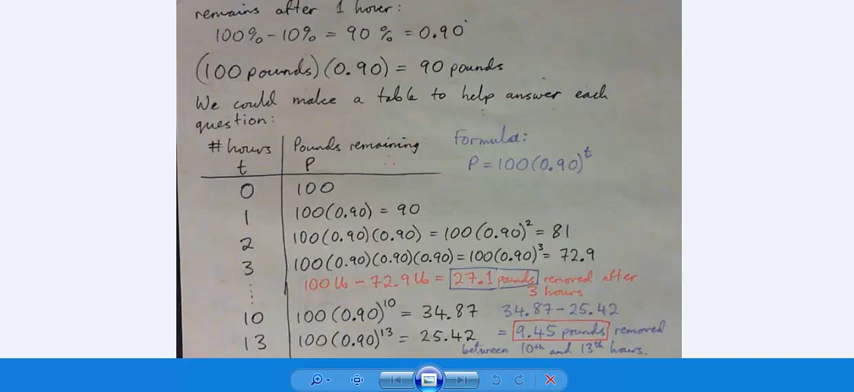 remains after 1 hour:
100% - 10% = 90 % = 0.90
(100 pounds)(0.90) = 90 pounds
We could make a table to help answer each
question:
# hours Pounds remaining Formula:
t P P = 100(0.90)^t
0 100
1 100(0.90) = 90
2 100(0.90)(0.90) = 100(0.90)^2 = 81
3 100(0.90)(0.90)(0.90) = 100(0.90)^3 = 72.9
100 lb - 72.9 lb = 27.1 pounds removed after
3 hours
10 100(0.90)^10 = 34.87 34.87 - 25.42
13 100(0.90)^13 = 25.42 = 9.45 pounds removed
between 10th and 13th hours.